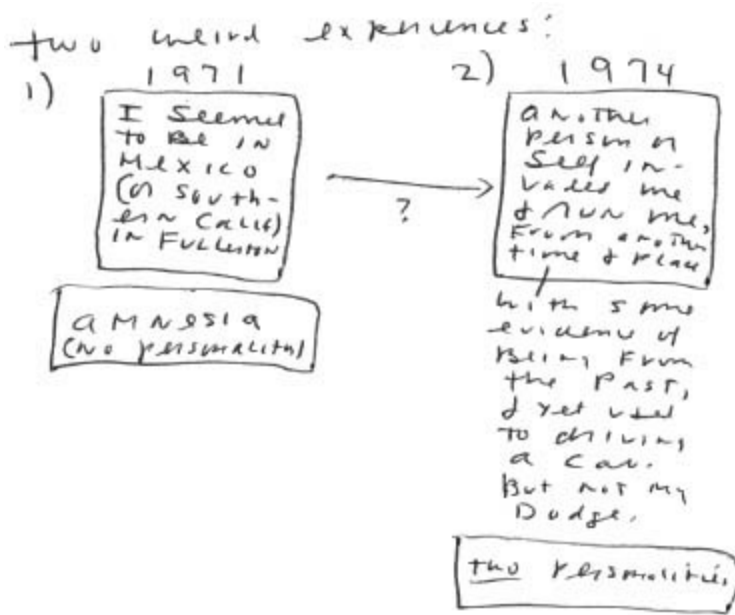 two weird experiences:
1) 1971
I seemed
to be in
Mexico
(or South-
ern Calif)
in Fullerton
amnesia
(no personality)
?
2) 1974
another
person or
self in-
vades me
& run me,
from another
time & place
with some
evidence of
being from
the past,
& yet used
to driving
a car.
But not my
Dodge.
two personalities